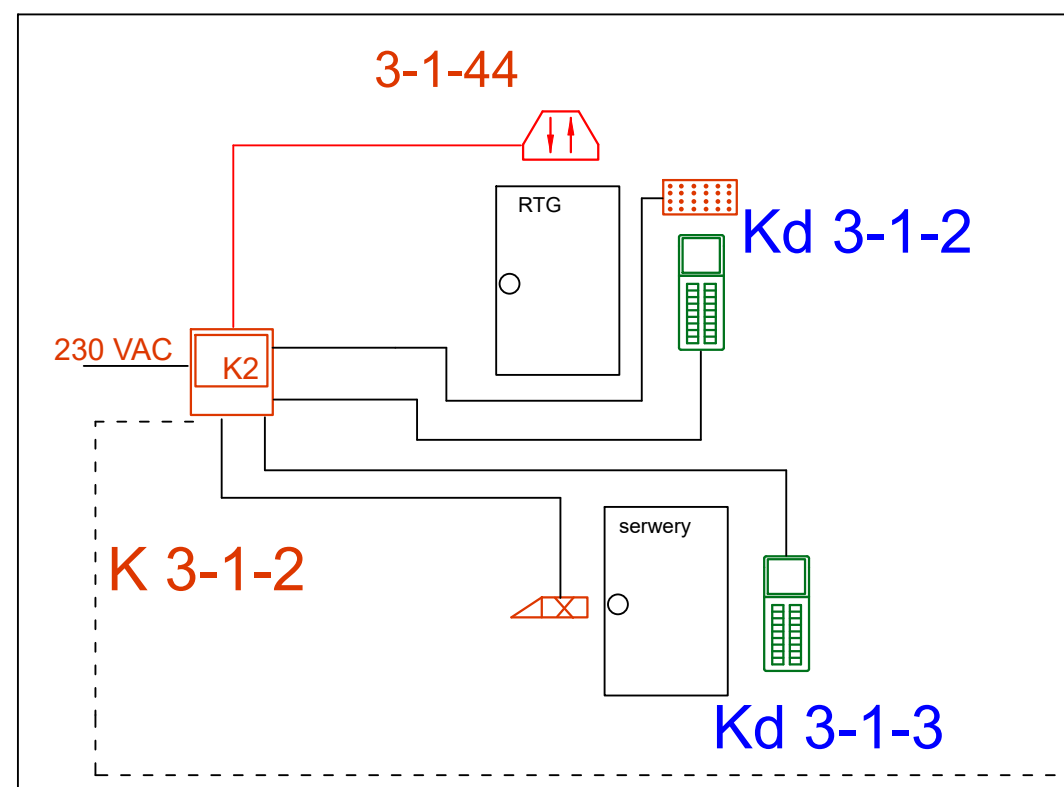 3-1-44
RTG
Kd 3-1-2
230 VAC
K2
serwery
K 3-1-2
Kd 3-1-3